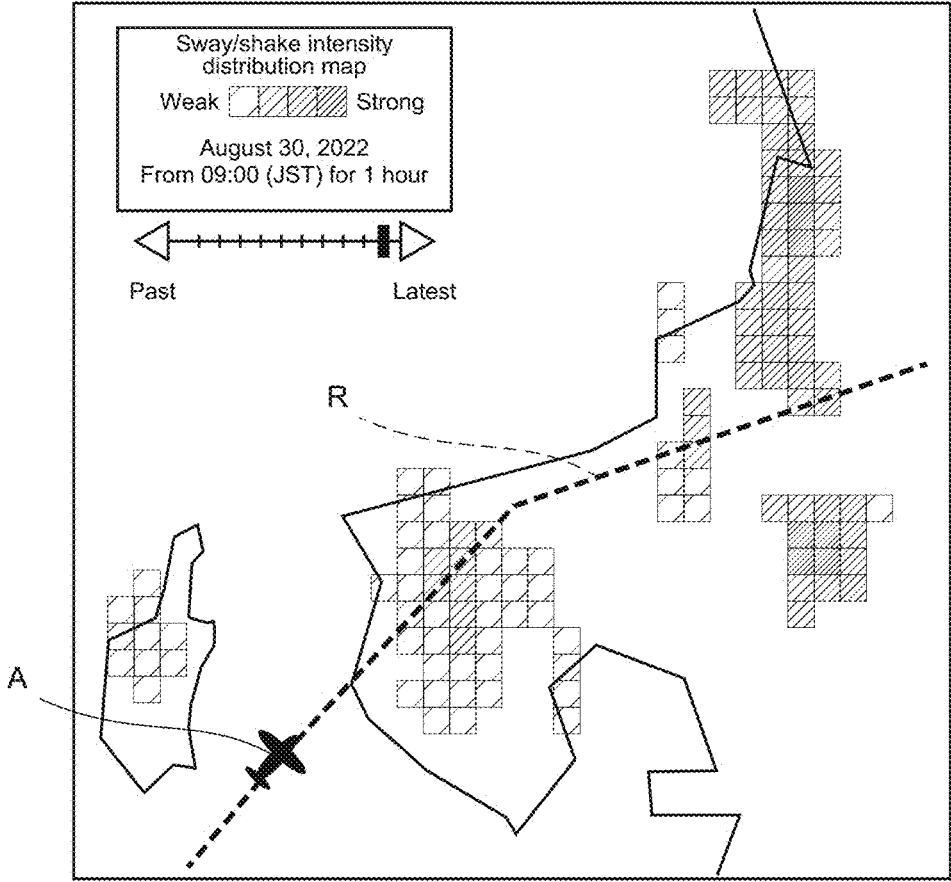 Sway/shake intensity
distribution map
Weak Strong
August 30, 2022
From 09:00 (JST) for 1 hour
Past Latest
R
A